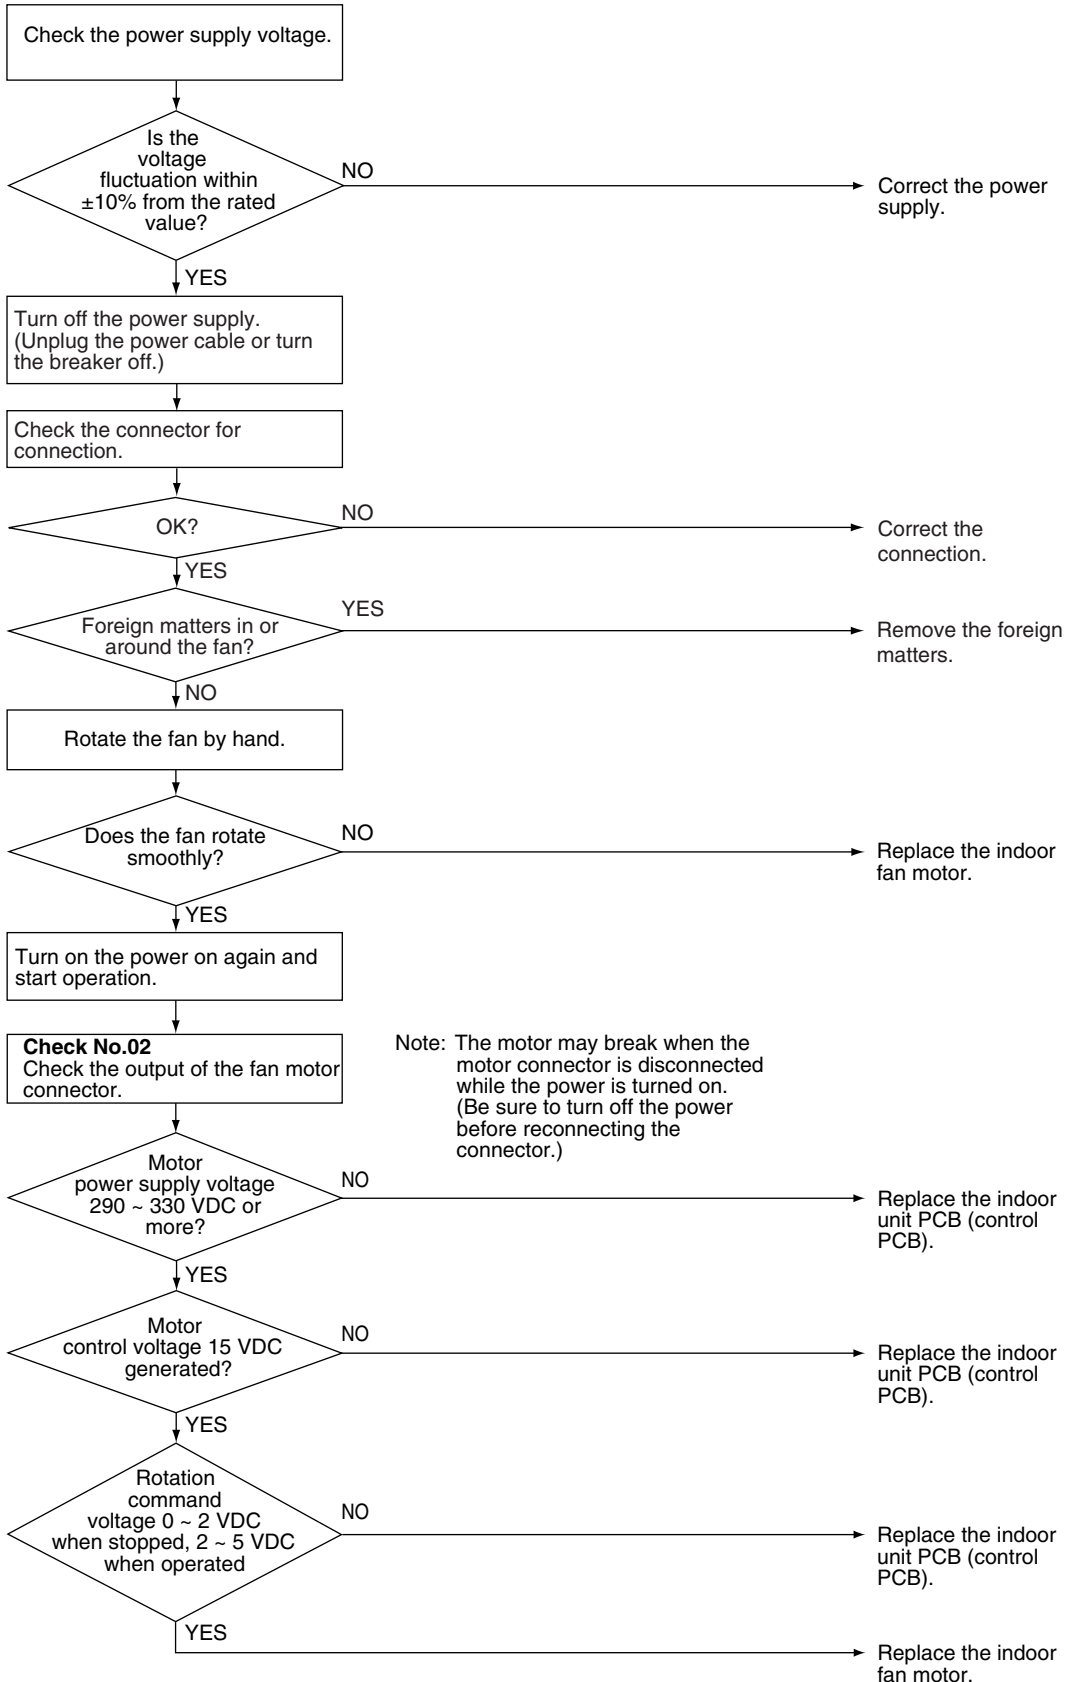 Check the power supply voltage.
Is the
voltage
fluctuation within
±10% from the rated
value?
NO
Correct the power
supply.
YES
Turn off the power supply.
(Unplug the power cable or turn
the breaker off.)
Check the connector for
connection.
OK?
NO
Correct the
connection.
YES
Foreign matters in or
around the fan?
YES
Remove the foreign
matters.
NO
Rotate the fan by hand.
Does the fan rotate
smoothly?
NO
Replace the indoor
fan motor.
YES
Turn on the power on again and
start operation.
Check No.02
Check the output of the fan motor
connector.
Note: The motor may break when the
motor connector is disconnected
while the power is turned on.
(Be sure to turn off the power
before reconnecting the
connector.)
Motor
power supply voltage
290 ~ 330 VDC or
more?
NO
Replace the indoor
unit PCB (control
PCB).
YES
Motor
control voltage 15 VDC
generated?
NO
Replace the indoor
unit PCB (control
PCB).
YES
Rotation
command
voltage 0 ~ 2 VDC
when stopped, 2 ~ 5 VDC
when operated
NO
Replace the indoor
unit PCB (control
PCB).
YES
Replace the indoor
fan motor.